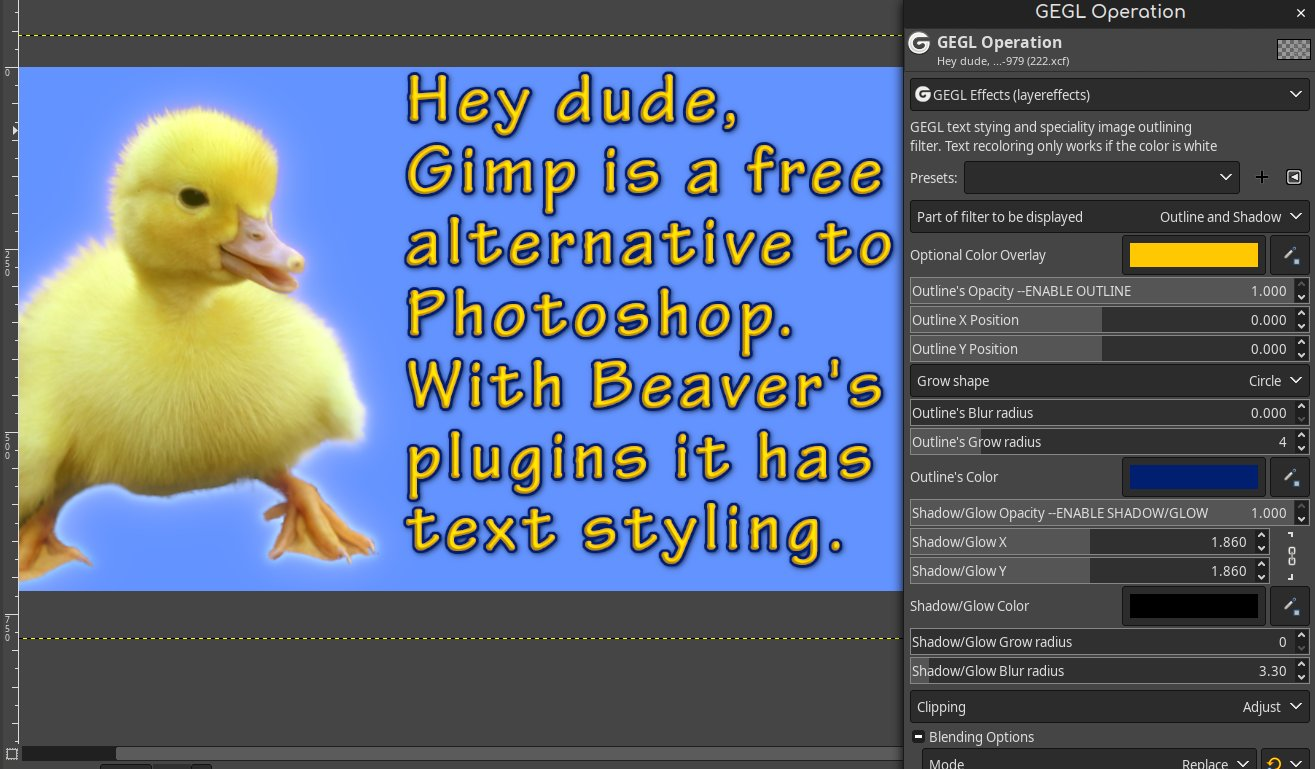 Hey dude,
Gimp is a free
alternative to
Photoshop.
With Beaver's
plugins it has
text styling.
0
250
500
750
GEGL Operation
GEGL Operation
Hey dude, ...-979 (222.xcf)
GEGL Effects (layereffects)
GEGL text stying and speciality image outlining
filter. Text recoloring only works if the color is white
Presets:
Part of filter to be displayed Outline and Shadow
Optional Color Overlay
Outline's Opacity --ENABLE OUTLINE 1.000
Outline X Position 0.000
Outline Y Position 0.000
Grow shape Circle
Outline's Blur radius 0.000
Outline's Grow radius 4
Outline's Color
Shadow/Glow Opacity --ENABLE SHADOW/GLOW 1.000
Shadow/Glow X 1.860
Shadow/Glow Y 1.860
Shadow/Glow Color
Shadow/Glow Grow radius 0
Shadow/Glow Blur radius 3.30
Clipping Adjust
Blending Options
Mode Replace